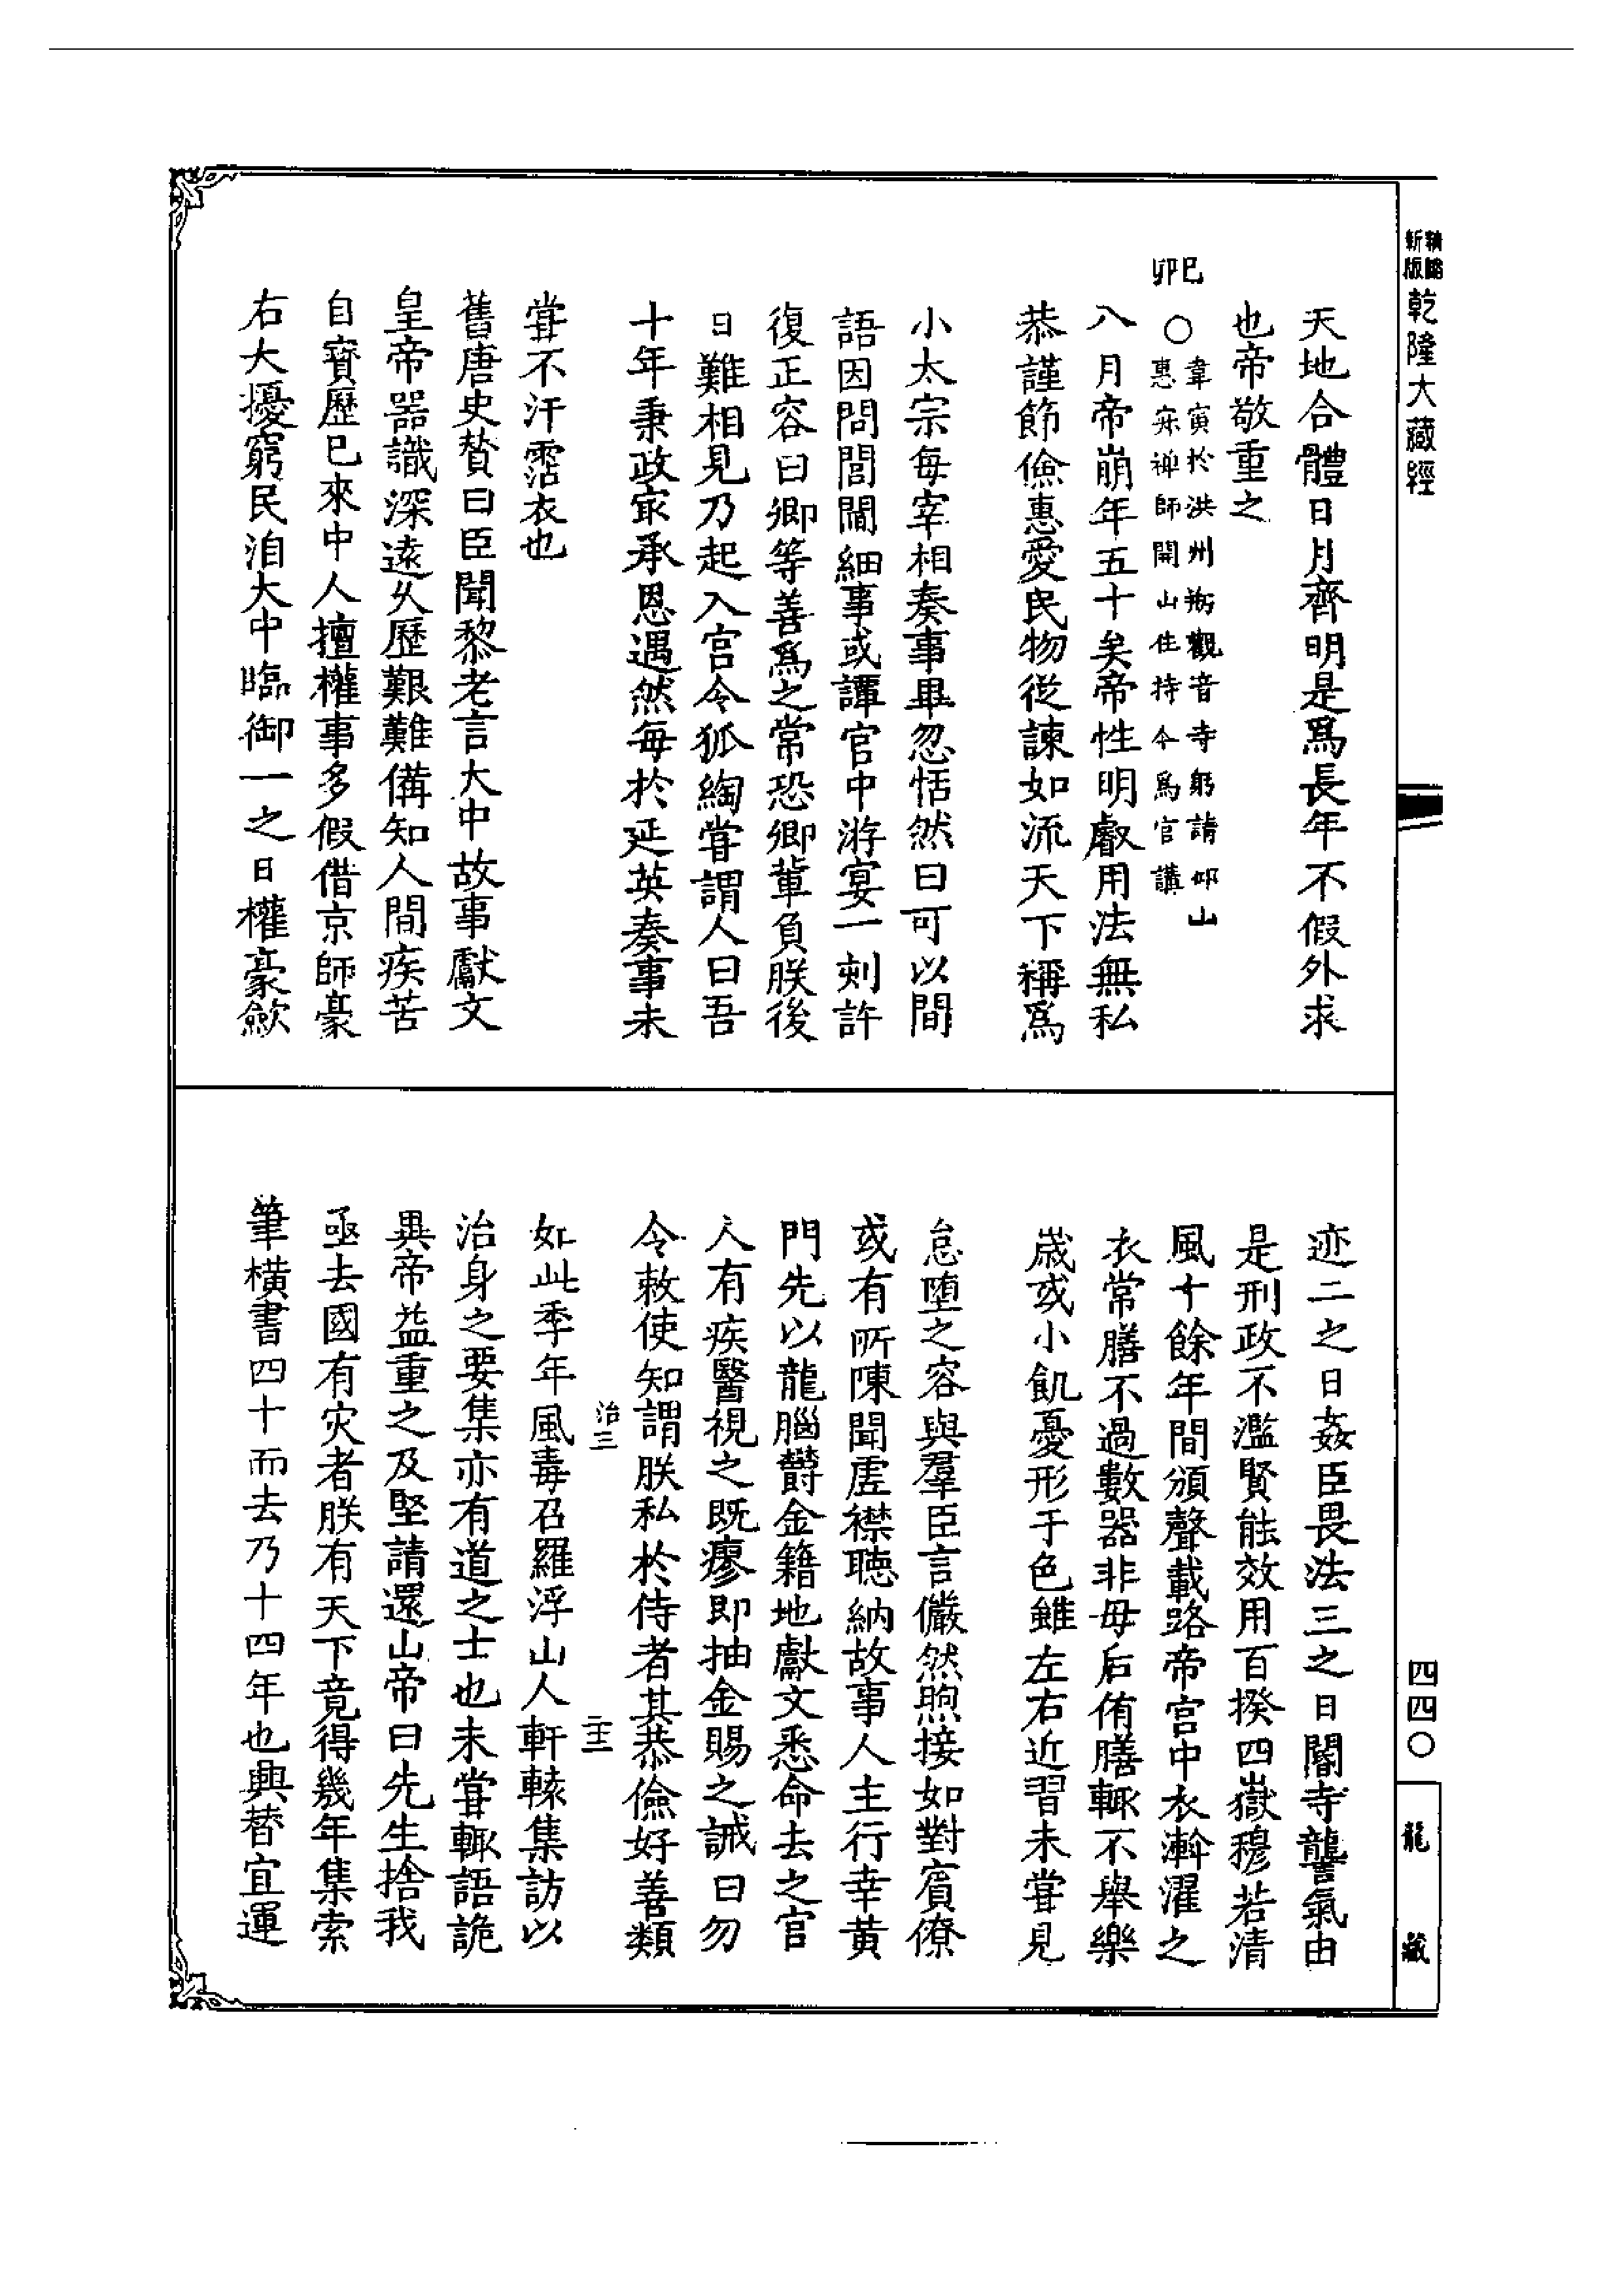 新版精縮乾隆大藏經
天地合體日月齊明是爲長年不假外求
也帝敬重之
己卯○韋宙於洪州剏觀音寺躬請仰山
惠寂禪師開山住持今爲官講
八月帝崩年五十矣帝性明叡用法無私
恭謹節儉惠愛民物從諫如流天下稱爲
小太宗每宰相奏事畢忽恬然曰可以間
語因問閭閻細事或譚宮中游宴一刻許
復正容曰卿等善爲之常恐卿輩負朕後
日難相見乃起入宮令狐綯嘗謂人曰吾
十年秉政最承恩遇然每於延英奏事未
嘗不汗霑衣也
舊唐史贊曰臣聞黎老言大中故事獻文
皇帝器識深遠久歷艱難備知人間疾苦
自寶歷已來中人擅權事多假借京師豪
右大擾窮民洎大中臨御一之日權豪歛
迹二之日姦臣畏法三之日閽寺讋氣由
是刑政不濫賢能效用百揆四嶽穆若清
風十餘年間頒聲載路帝宮中衣澣濯之
衣常膳不過數器非母后侑膳輒不舉樂
歲或小飢憂形于色雖左右近習未嘗見
怠墮之容與羣臣言儼然煦接如對賓僚
或有所陳聞虛襟聽納故事人主行幸黃
門先以龍腦鬱金籍地獻文悉命去之宮
人有疾醫視之既瘳即抽金賜之誡曰勿
令敕使知謂朕私於侍者其恭儉好善類
治三
如此季年風毒召羅浮山人軒轅集訪以
治身之要集亦有道之士也未嘗輒語詭
異帝益重之及堅請還山帝曰先生捨我
亟去國有灾者朕有天下竟得幾年集索
筆橫書四十而去乃十四年也興替宜運
四四〇
龍藏